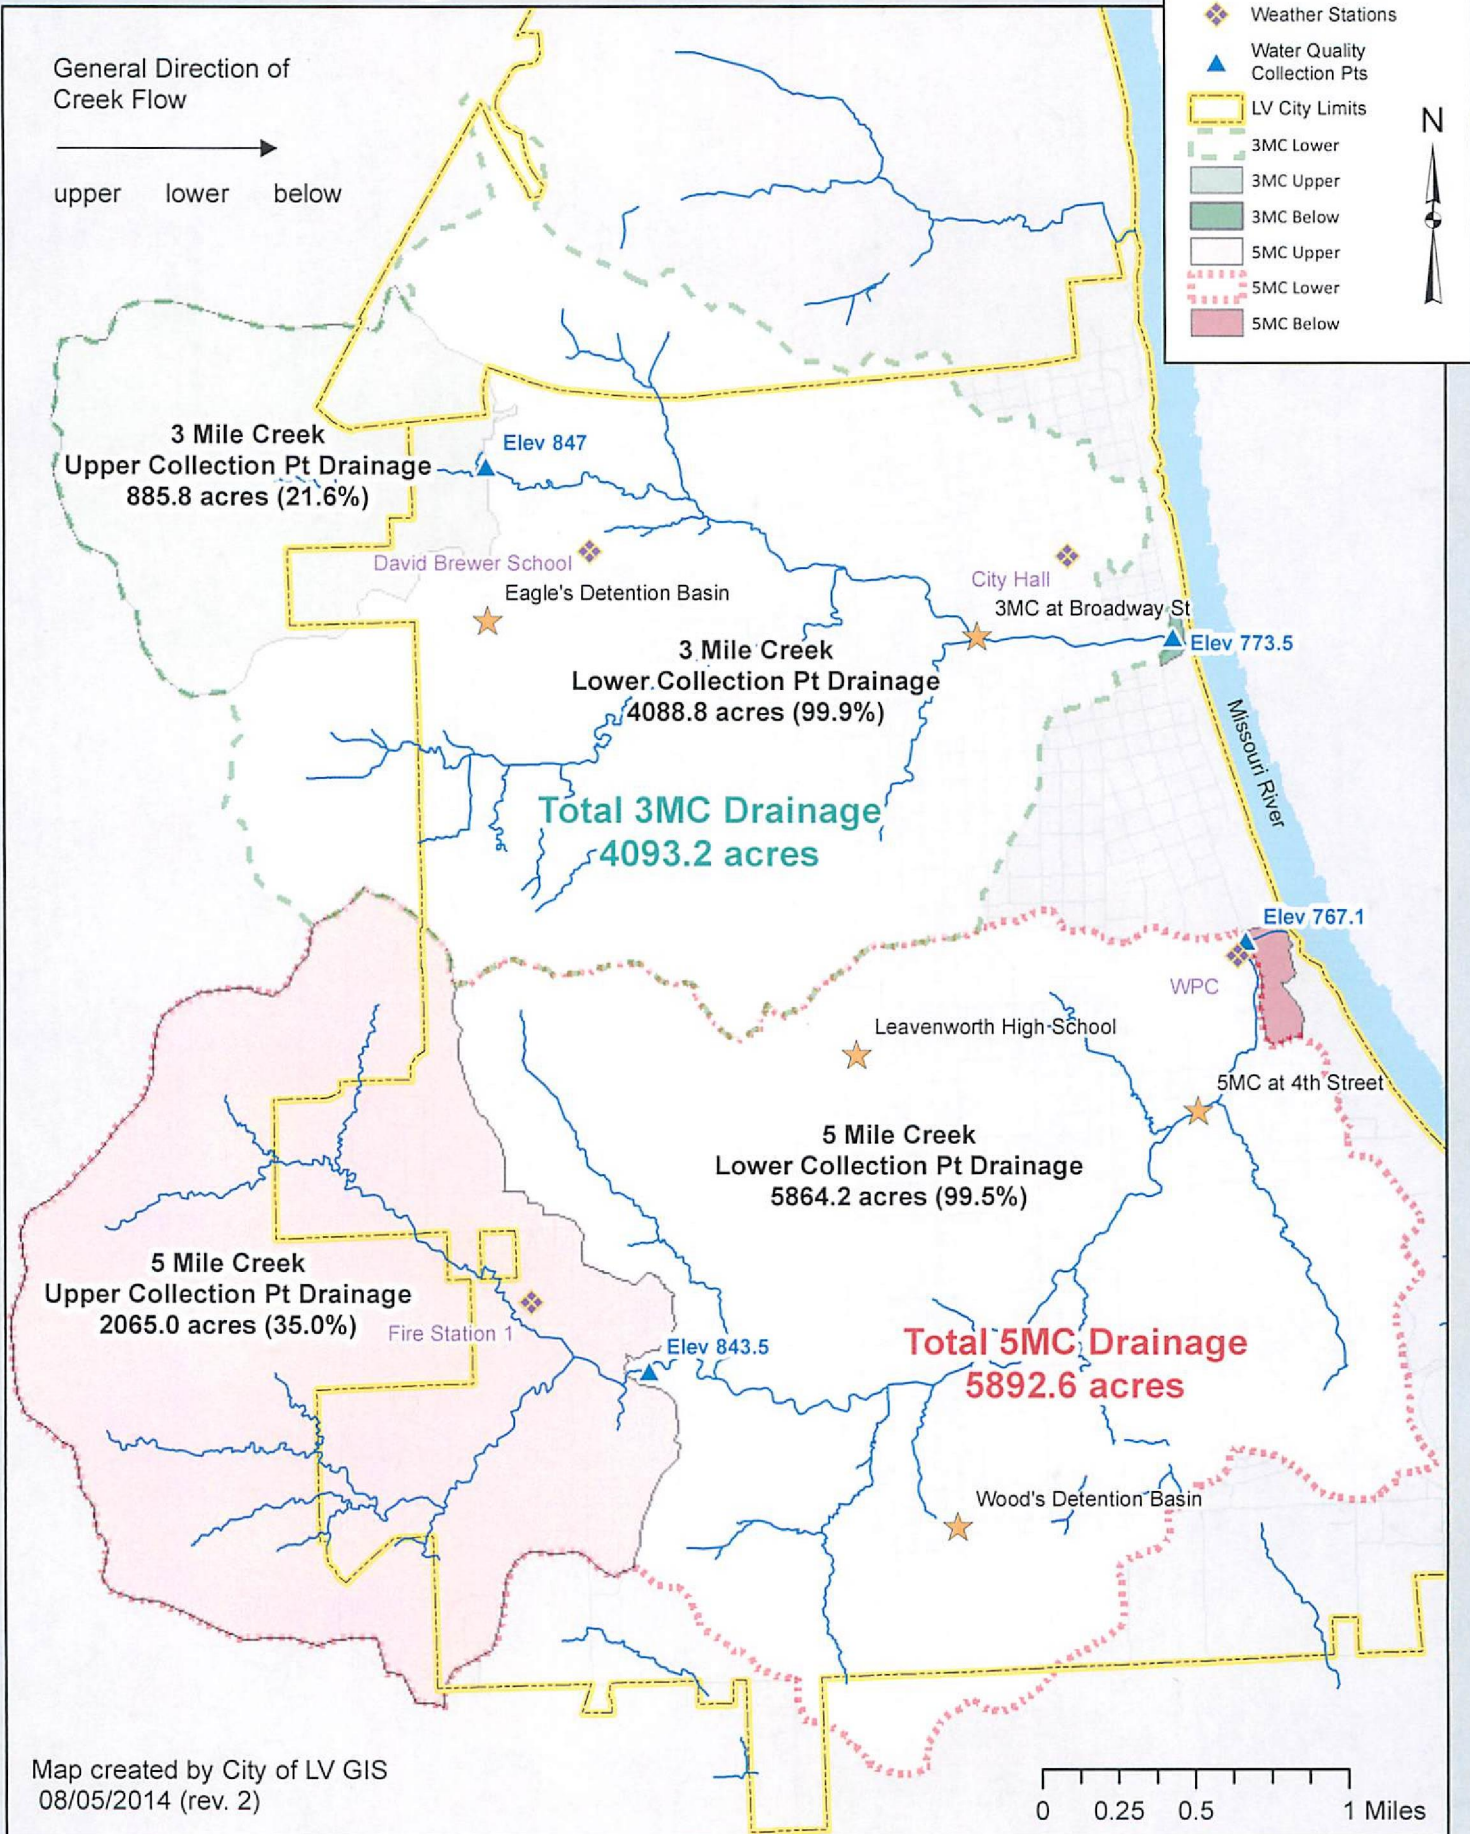 General Direction of
Creek Flow
upper lower below
Weather Stations
Water Quality
Collection Pts
LV City Limits
3MC Lower
3MC Upper
3MC Below
5MC Upper
5MC Lower
5MC Below
N
3 Mile Creek
Upper Collection Pt Drainage
885.8 acres (21.6%)
Elev 847
David Brewer School
Eagle's Detention Basin
City Hall
3MC at Broadway St
Elev 773.5
3 Mile Creek
Lower Collection Pt Drainage
4088.8 acres (99.9%)
Missouri River
Total 3MC Drainage
4093.2 acres
Elev 767.1
WPC
Leavenworth High School
5MC at 4th Street
5 Mile Creek
Lower Collection Pt Drainage
5864.2 acres (99.5%)
5 Mile Creek
Upper Collection Pt Drainage
2065.0 acres (35.0%)
Fire Station 1
Elev 843.5
Total 5MC Drainage
5892.6 acres
Wood's Detention Basin
Map created by City of LV GIS
08/05/2014 (rev. 2)
0 0.25 0.5 1 Miles